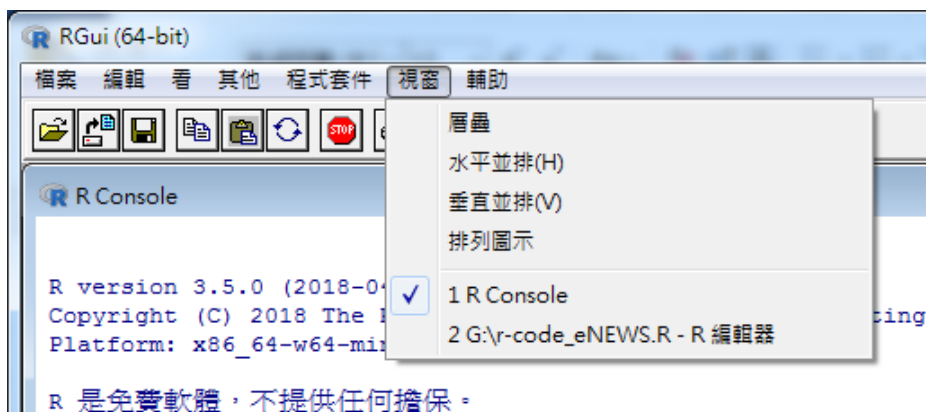 RGui (64-bit)
檔案 編輯 看 其他 程式套件 視窗 輔助
STOP
層疊
水平並排(H)
垂直並排(V)
排列圖示
1 R Console
2 G:\r-code_eNEWS.R - R 編輯器
R Console
R version 3.5.0 (2018-04
Copyright (C) 2018 The
ting
Platform: x86_64-w64-mi
R 是免費軟體，不提供任何擔保。